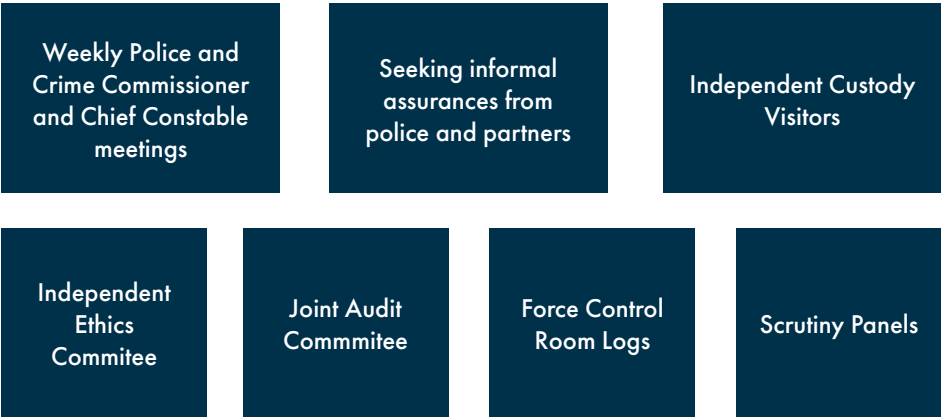 Weekly Police and
Crime Commissioner
and Chief Constable
meetings
Seeking informal
assurances from
police and partners
Independent Custody
Visitors
Independent
Ethics
Commitee
Joint Audit
Commmitee
Force Control
Room Logs
Scrutiny Panels